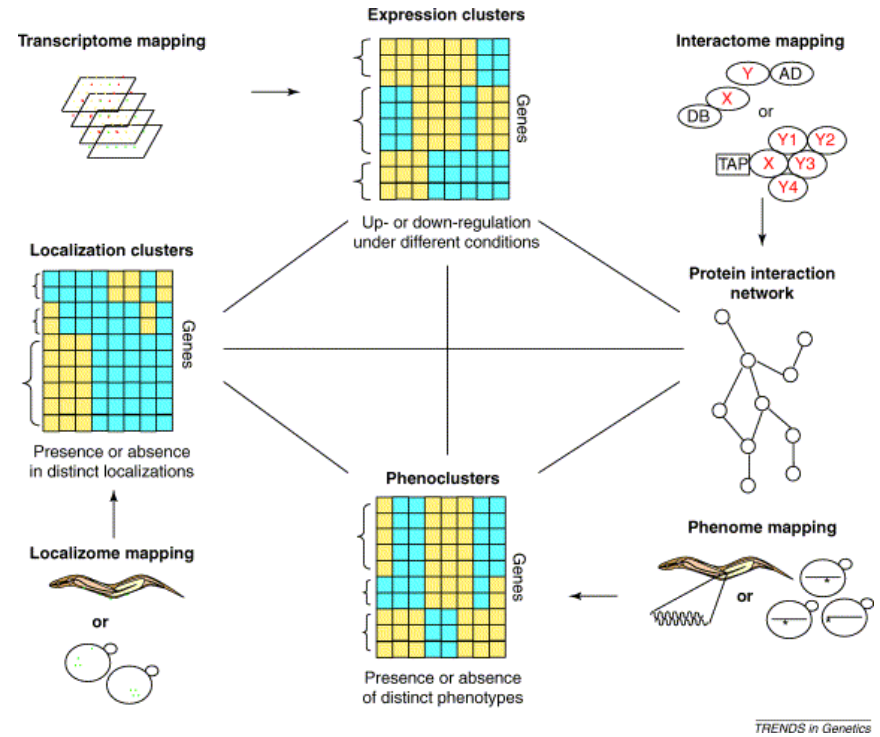 Expression clusters
Transcriptome mapping
Genes
Up- or down-regulation
under different conditions
Interactome mapping
Y
AD
X
DB
or
Y1
Y2
TAP
X
Y3
Y4
Localization clusters
Genes
Presence or absence
in distinct localizations
Protein interaction
network
Phenoclusters
Genes
Presence or absence
of distinct phenotypes
Localizome mapping
or
Phenome mapping
or
*
*
*
TRENDS in Genetics